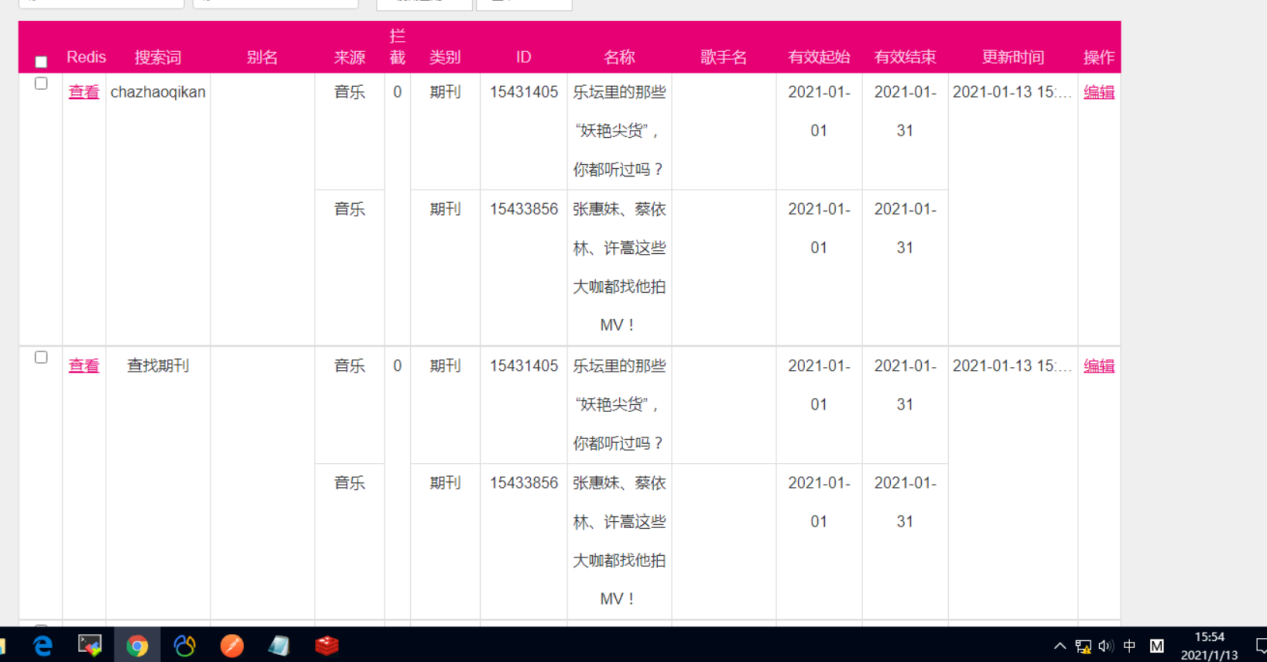 拦
Redis 搜索词 别名 来源 截 类别 ID 名称 歌手名 有效起始 有效结束 更新时间 操作
查看 chazhaoqikan 音乐 0 期刊 15431405 乐坛里的那些 2021-01- 2021-01- 2021-01-13 15:... 编辑
“妖艳尖货”， 01 31
你都听过吗？
音乐 期刊 15433856 张惠妹、蔡依 2021-01- 2021-01-
林、许嵩这些 01 31
大咖都找他拍
MV！
查看 查找期刊 音乐 0 期刊 15431405 乐坛里的那些 2021-01- 2021-01- 2021-01-13 15:... 编辑
“妖艳尖货”， 01 31
你都听过吗？
音乐 期刊 15433856 张惠妹、蔡依 2021-01- 2021-01-
林、许嵩这些 01 31
大咖都找他拍
MV！
中 M 15:54
2021/1/13